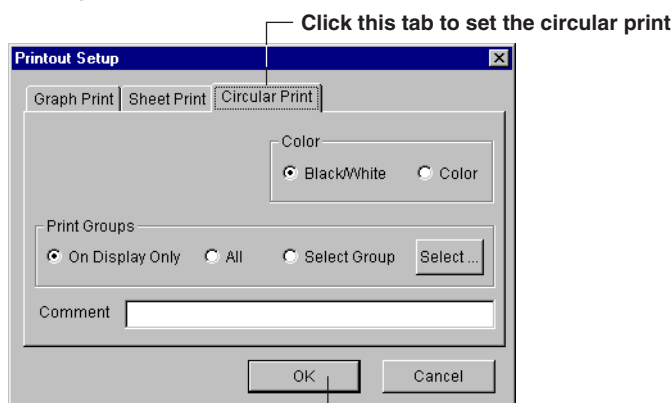 Click this tab to set the circular print
Printout Setup
Graph Print Sheet Print Circular Print
Color
Black/White Color
Print Groups
On Display Only All Select Group Select ...
Comment
OK Cancel